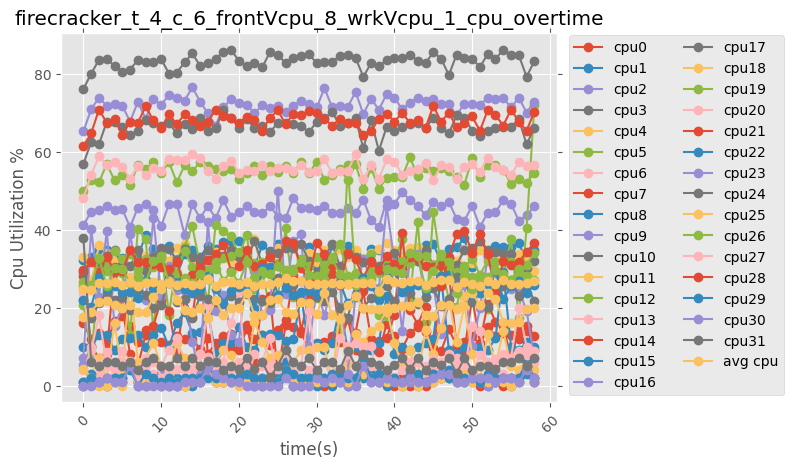 firecracker_t_4_c_6_frontVcpu_8_wrkVcpu_1_cpu_overtime
Cpu Utilization %
80
60
40
20
0
0
10
20
30
40
50
60
time(s)
cpu0
cpu1
cpu2
cpu3
cpu4
cpu5
cpu6
cpu7
cpu8
cpu9
cpu10
cpu11
cpu12
cpu13
cpu14
cpu15
cpu16
cpu17
cpu18
cpu19
cpu20
cpu21
cpu22
cpu23
cpu24
cpu25
cpu26
cpu27
cpu28
cpu29
cpu30
cpu31
avg cpu